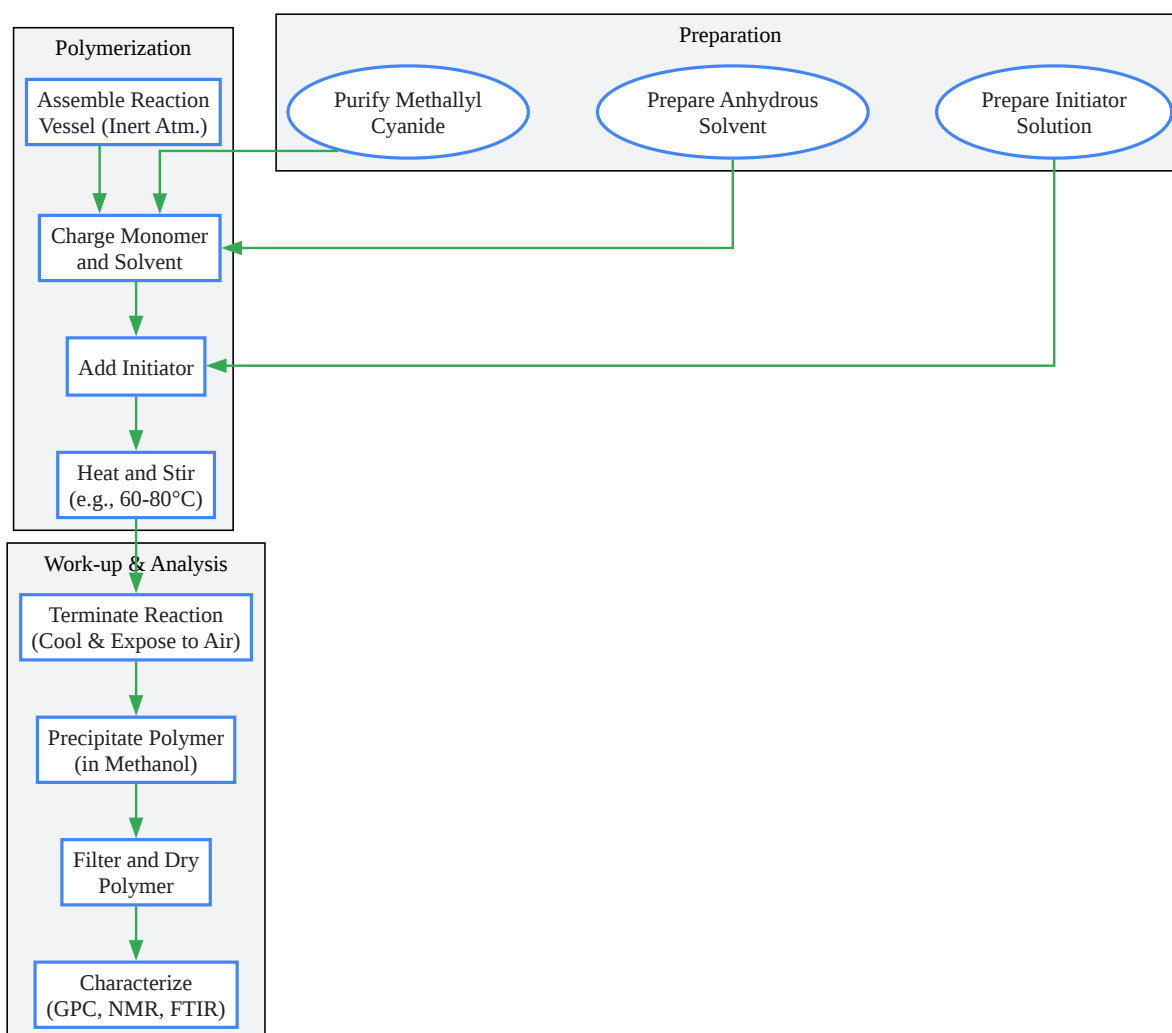 Polymerization
Assemble Reaction
Vessel (Inert Atm.)
Preparation
Purify Methallyl
Cyanide
Prepare Anhydrous
Solvent
Prepare Initiator
Solution
Charge Monomer
and Solvent
Add Initiator
Heat and Stir
(e.g., 60-80°C)
Work-up & Analysis
Terminate Reaction
(Cool & Expose to Air)
Precipitate Polymer
(in Methanol)
Filter and Dry
Polymer
Characterize
(GPC, NMR, FTIR)